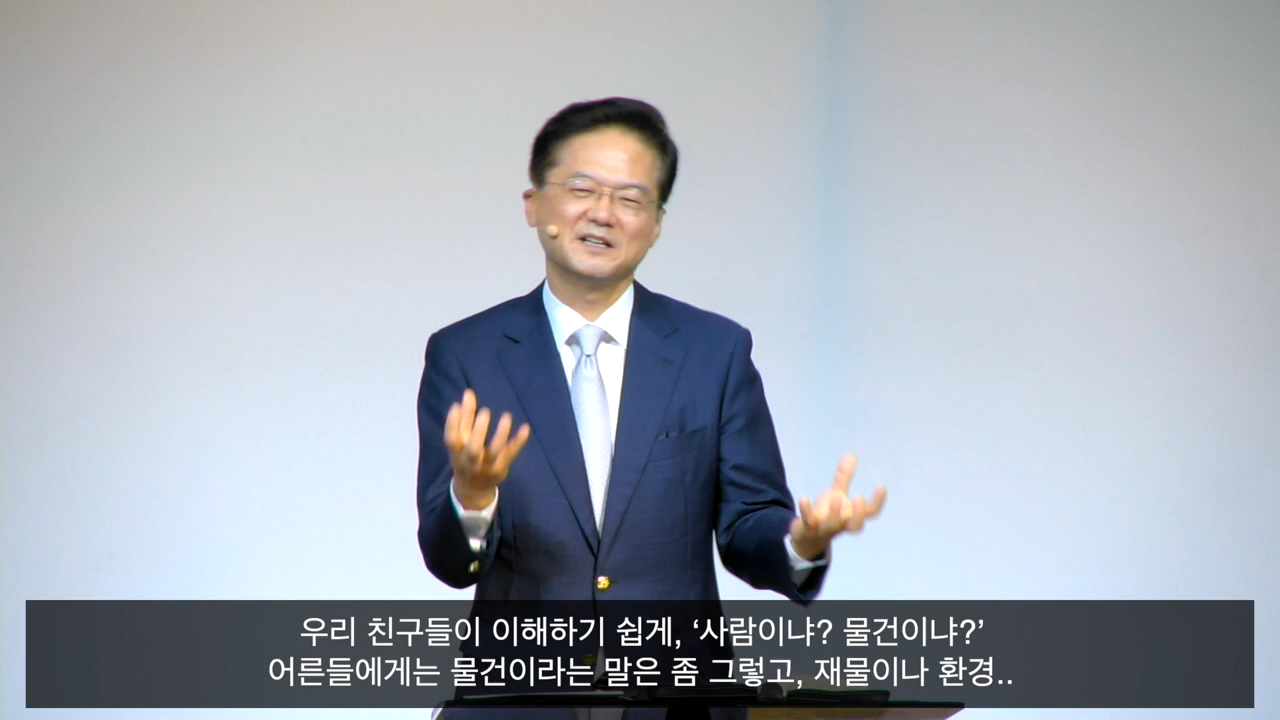 우리 친구들이 이해하기 쉽게, ‘사람이냐? 물건이냐?’
어른들에게는 물건이라는 말은 좀 그렇고, 재물이나 환경..